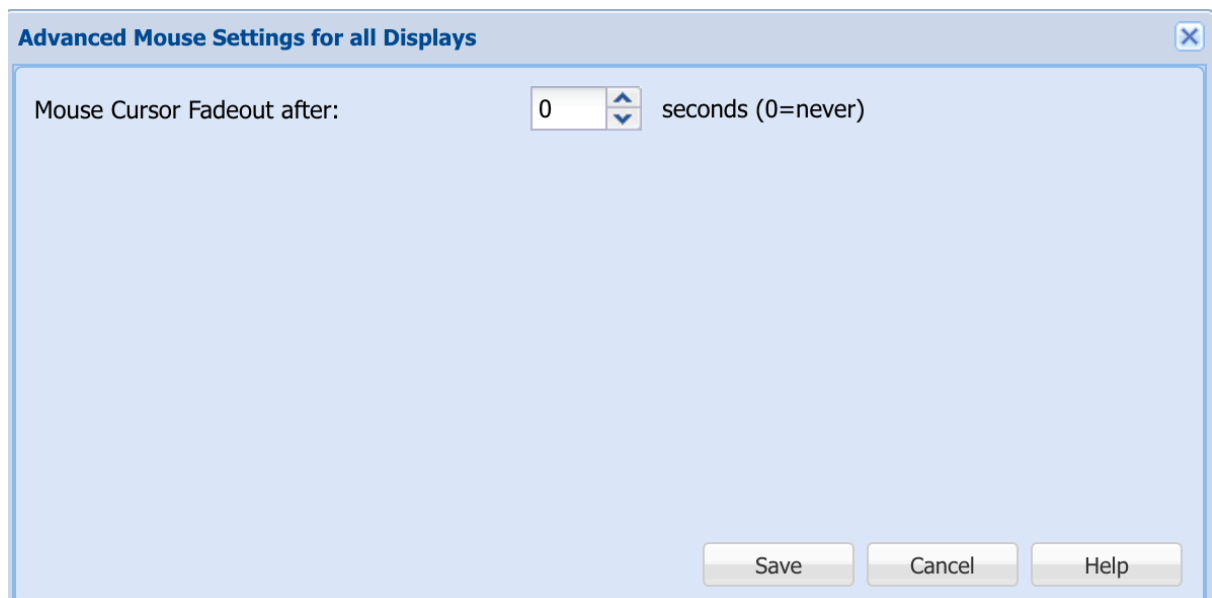 Advanced Mouse Settings for all Displays
Mouse Cursor Fadeout after: 0 seconds (0=never)
Save Cancel Help